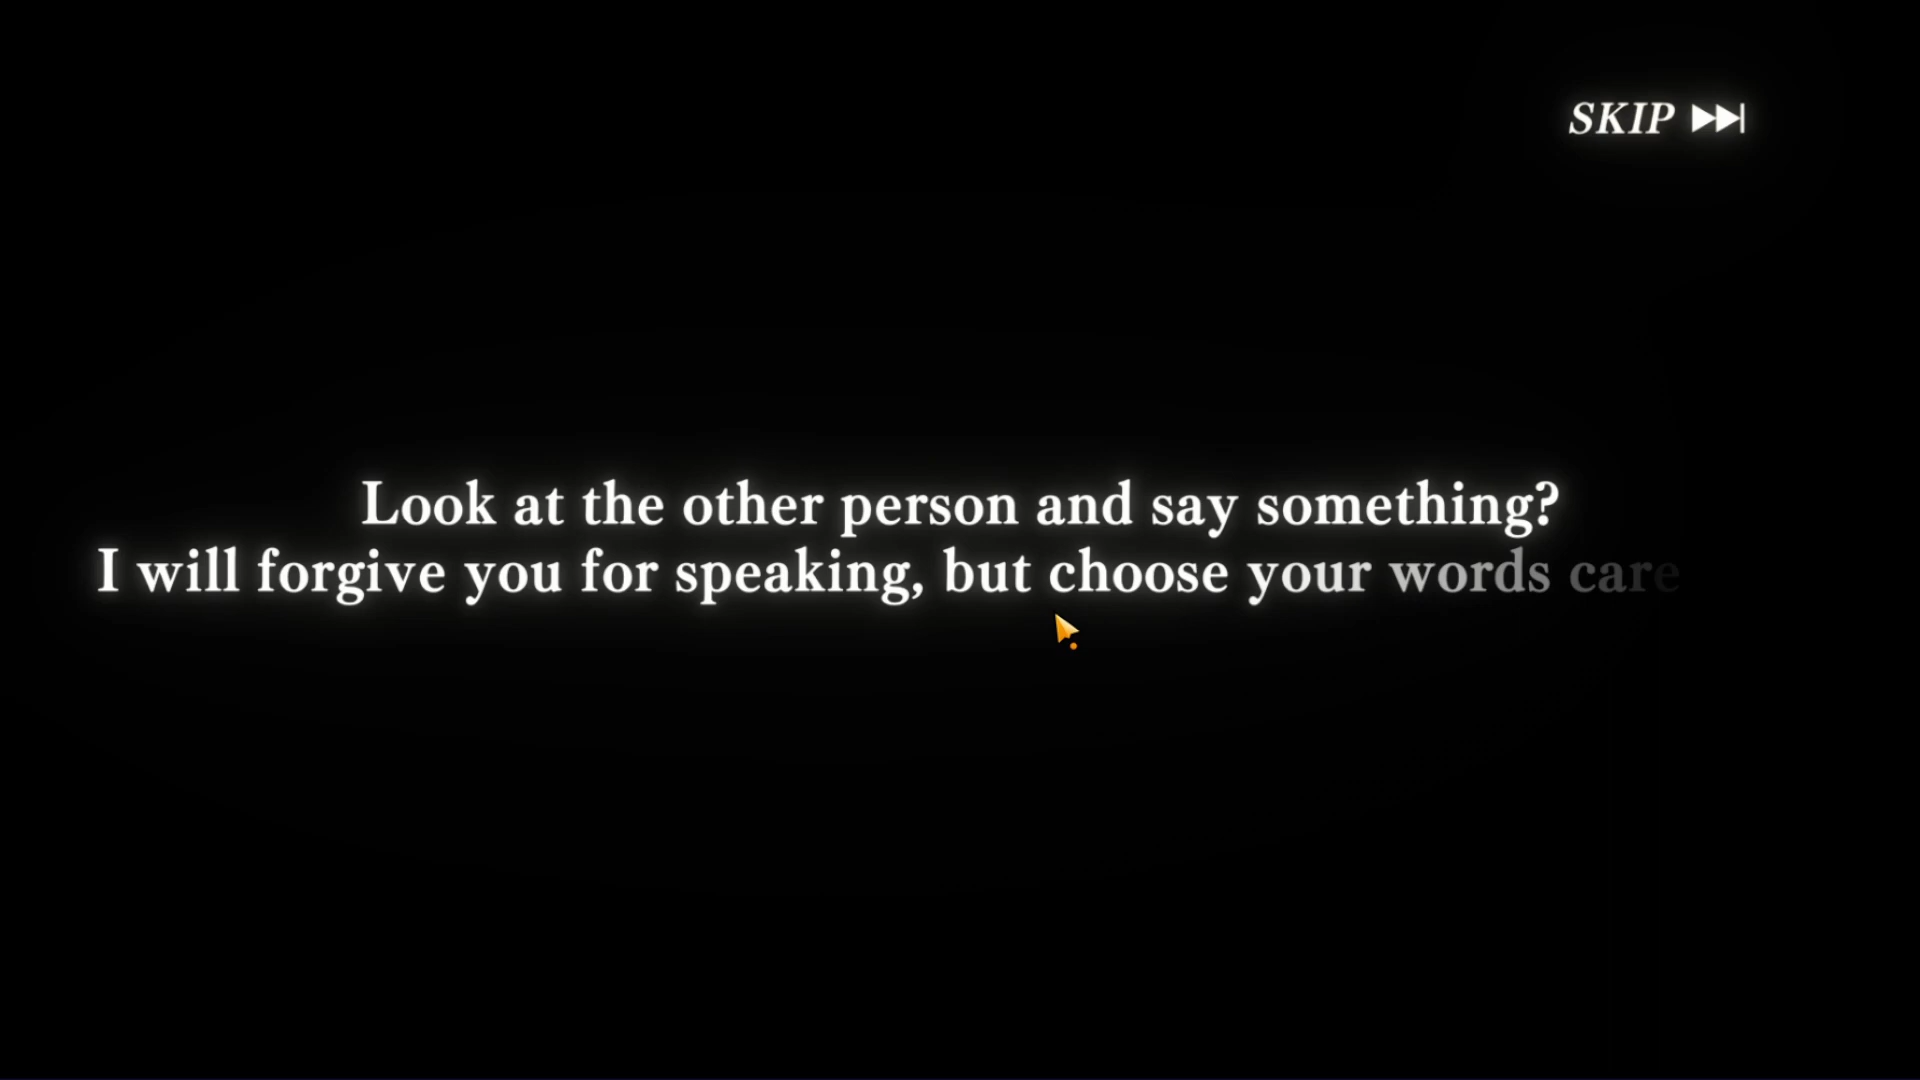 SKIP
Look at the other person and say something?
I will forgive you for speaking, but choose your words care